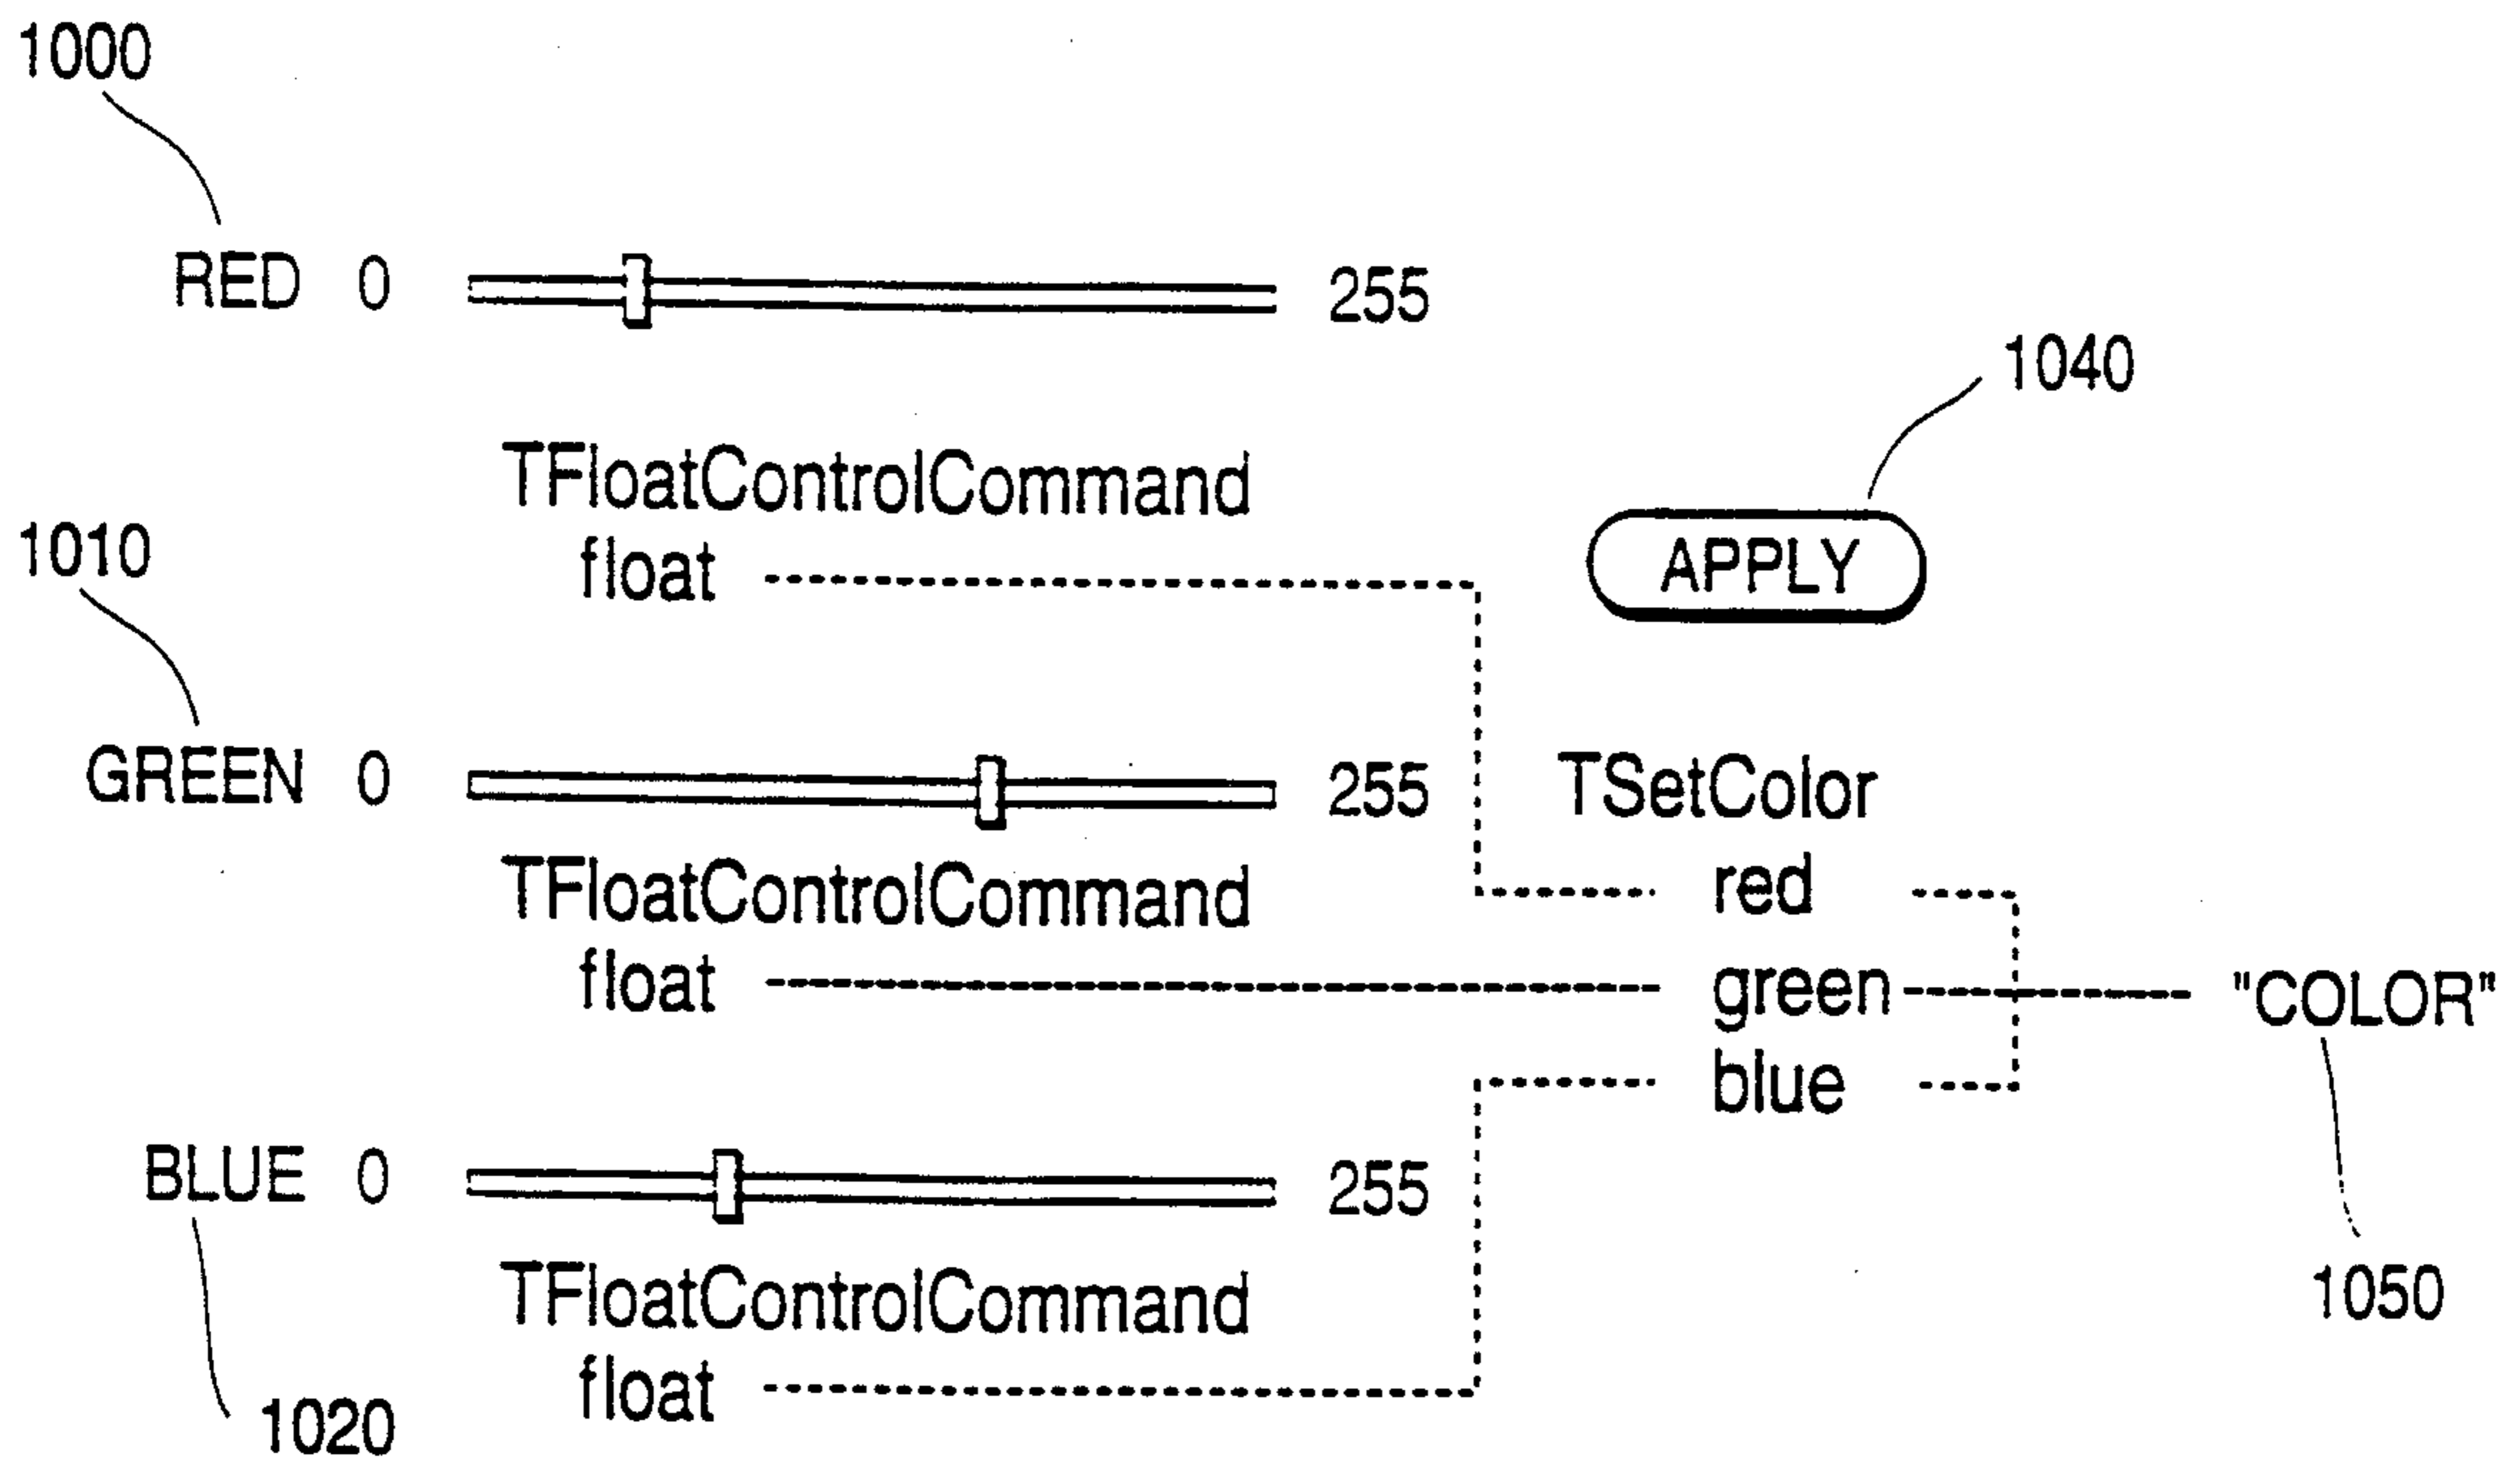 1000
RED 0 255
1040
TFloatControlCommand
float
APPLY
1010
GREEN 0 255
TSetColor
TFloatControlCommand
red
float
green
"COLOR"
blue
BLUE 0 255
1050
TFloatControlCommand
float
1020